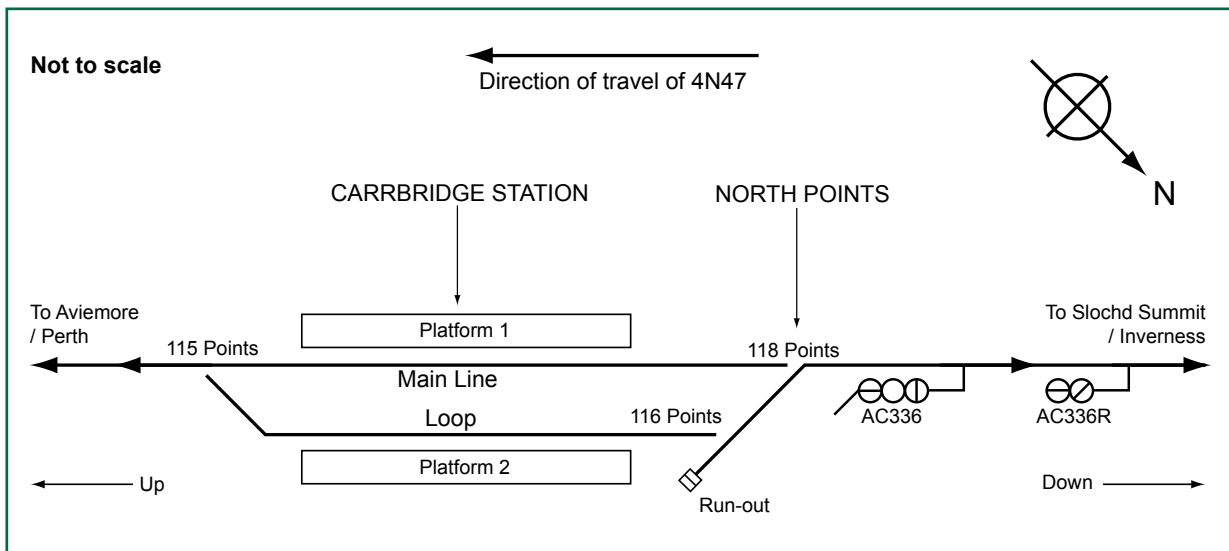 Not to scale
Direction of travel of 4N47
N
CARRBRIDGE STATION
NORTH POINTS
To Aviemore
/ Perth
Platform 1
To Slochd Summit
/ Inverness
115 Points
118 Points
Main Line
Loop
116 Points
AC336
AC336R
Platform 2
Up
Run-out
Down